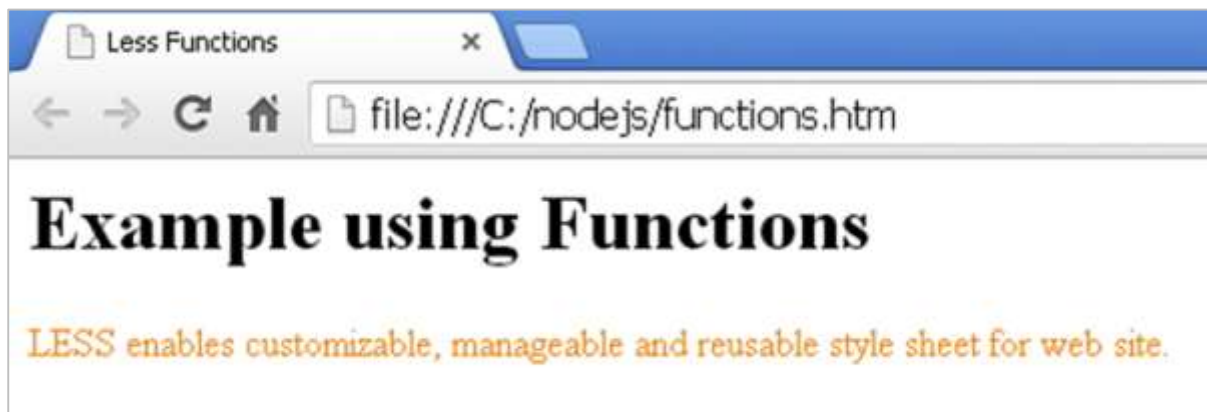 Less Functions
file:///C:/nodejs/functions.htm
Example using Functions
LESS enables customizable, manageable and reusable style sheet for web site.